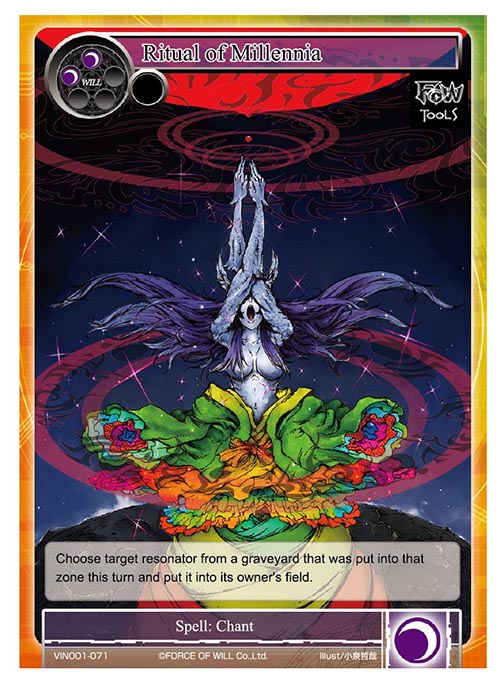 Ritual of Millennia
WILL
FOW
TOOLS
Choose target resonator from a graveyard that was put into that
zone this turn and put it into its owner's field.
Spell: Chant
VIN001-071 ©FORCE OF WILL Co.,Ltd. Illust/小泉哲哉